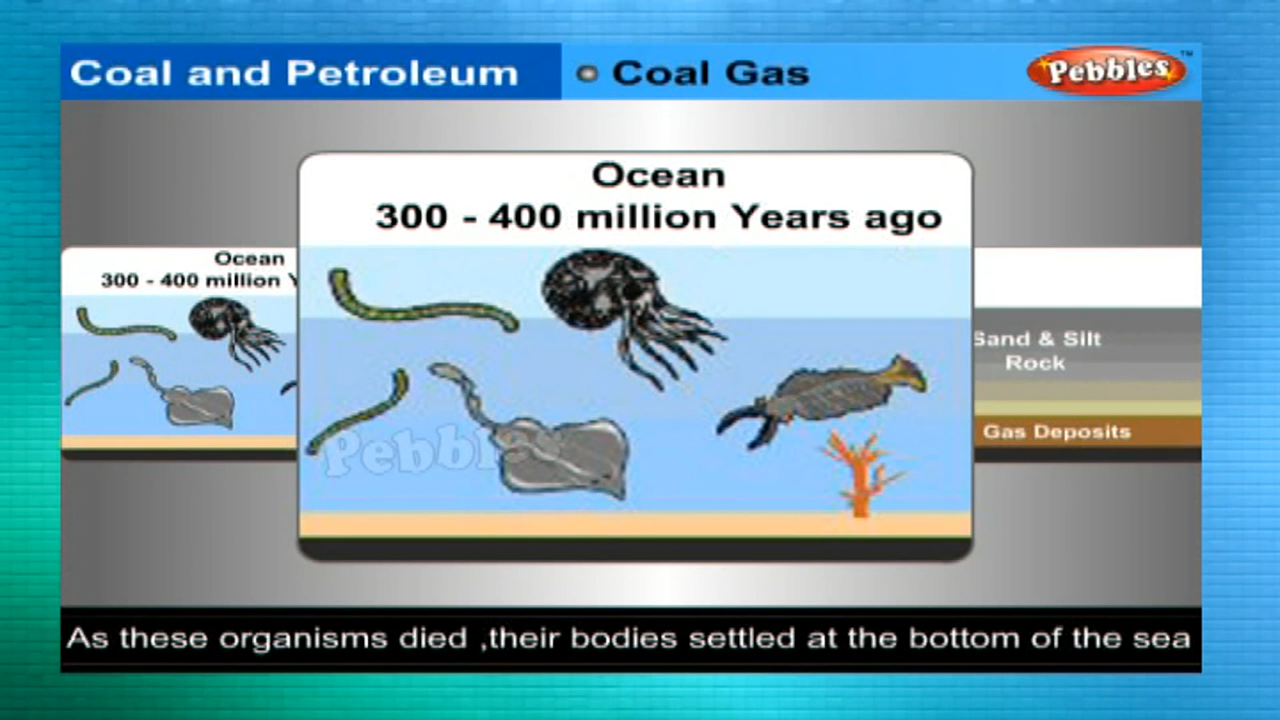 Coal and Petroleum
Coal Gas
Pebbles™
Ocean
300 - 400 million Years ago
Ocean
300 - 400 million Y
Sand & Silt
Rock
Gas Deposits
Pebbles
As these organisms died ,their bodies settled at the bottom of the sea